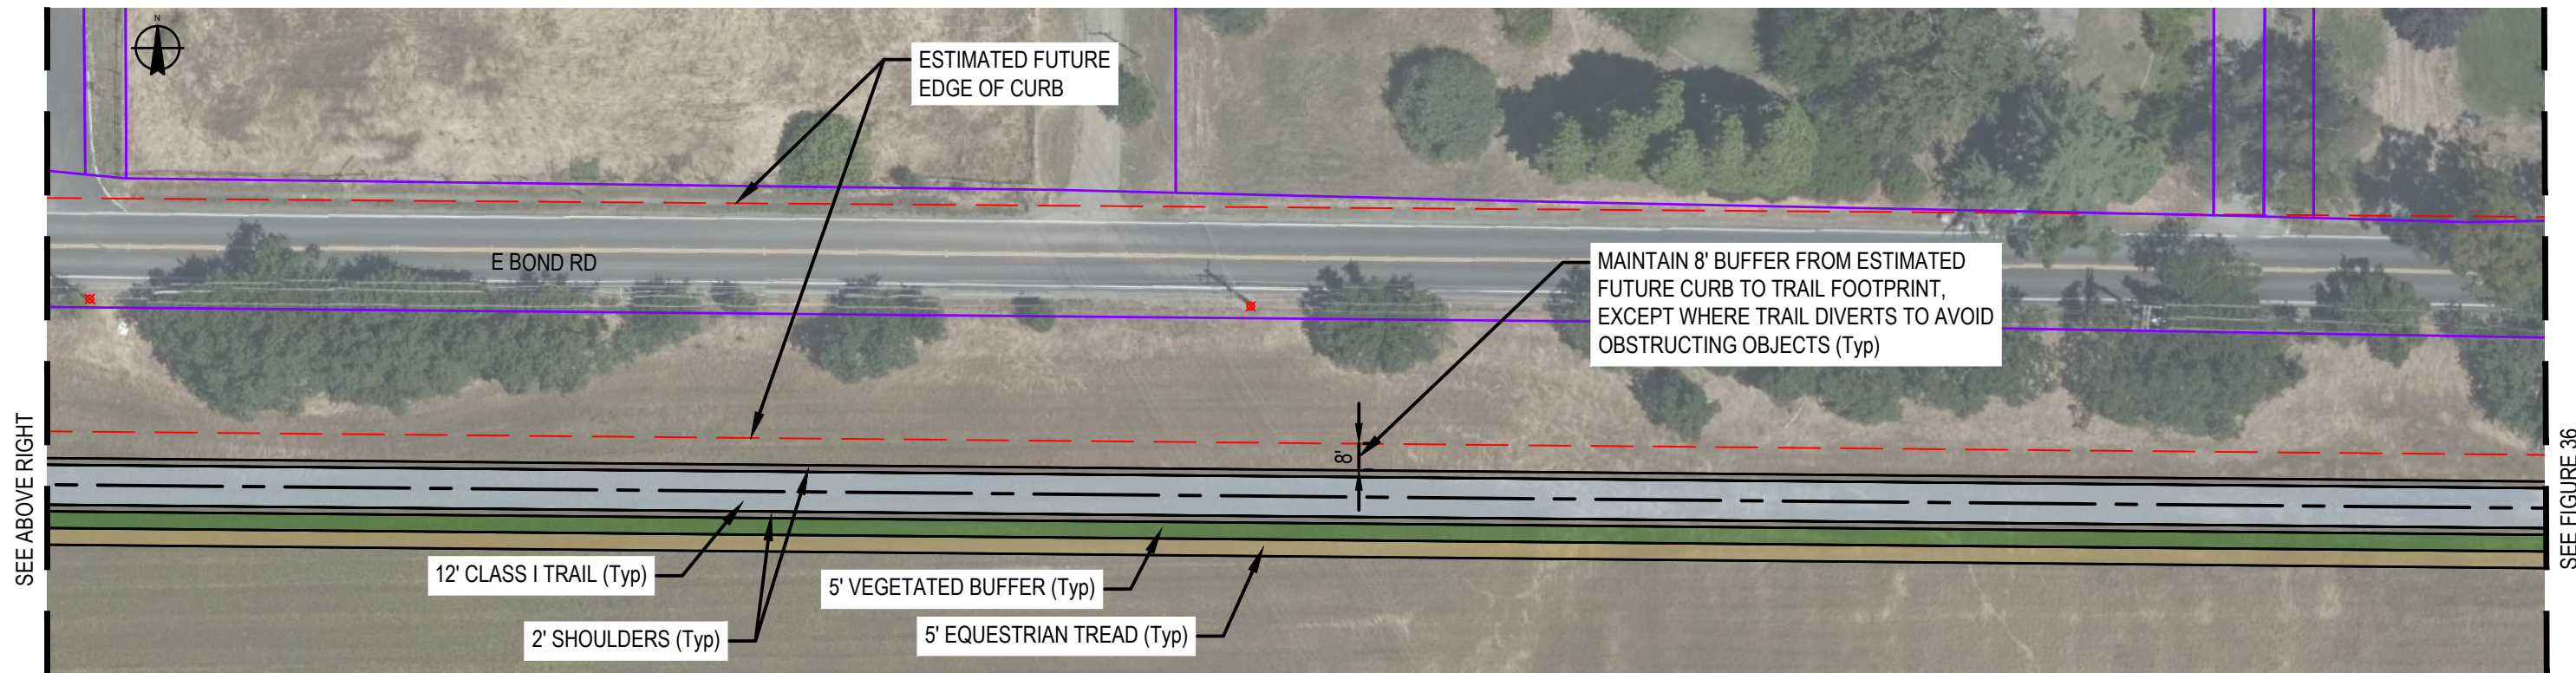 N
ESTIMATED FUTURE
EDGE OF CURB
E BOND RD
MAINTAIN 8' BUFFER FROM ESTIMATED
FUTURE CURB TO TRAIL FOOTPRINT,
EXCEPT WHERE TRAIL DIVERTS TO AVOID
OBSTRUCTING OBJECTS (Typ)
SEE ABOVE RIGHT
8'
SEE FIGURE 36
12' CLASS I TRAIL (Typ)
5' VEGETATED BUFFER (Typ)
2' SHOULDERS (Typ)
5' EQUESTRIAN TREAD (Typ)